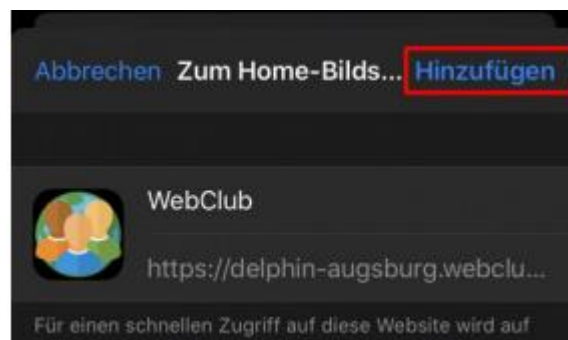 Abbrechen Zum Home-Bilds... Hinzufügen
WebClub
https://delphin-augsburg.webclu...
Für einen schnellen Zugriff auf diese Website wird auf